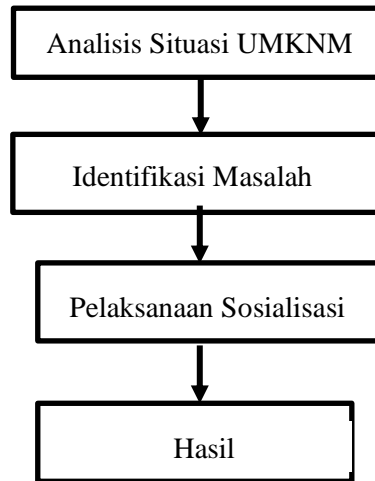 Analisis Situasi UMKNM
Identifikasi Masalah
Pelaksanaan Sosialisasi
Hasil